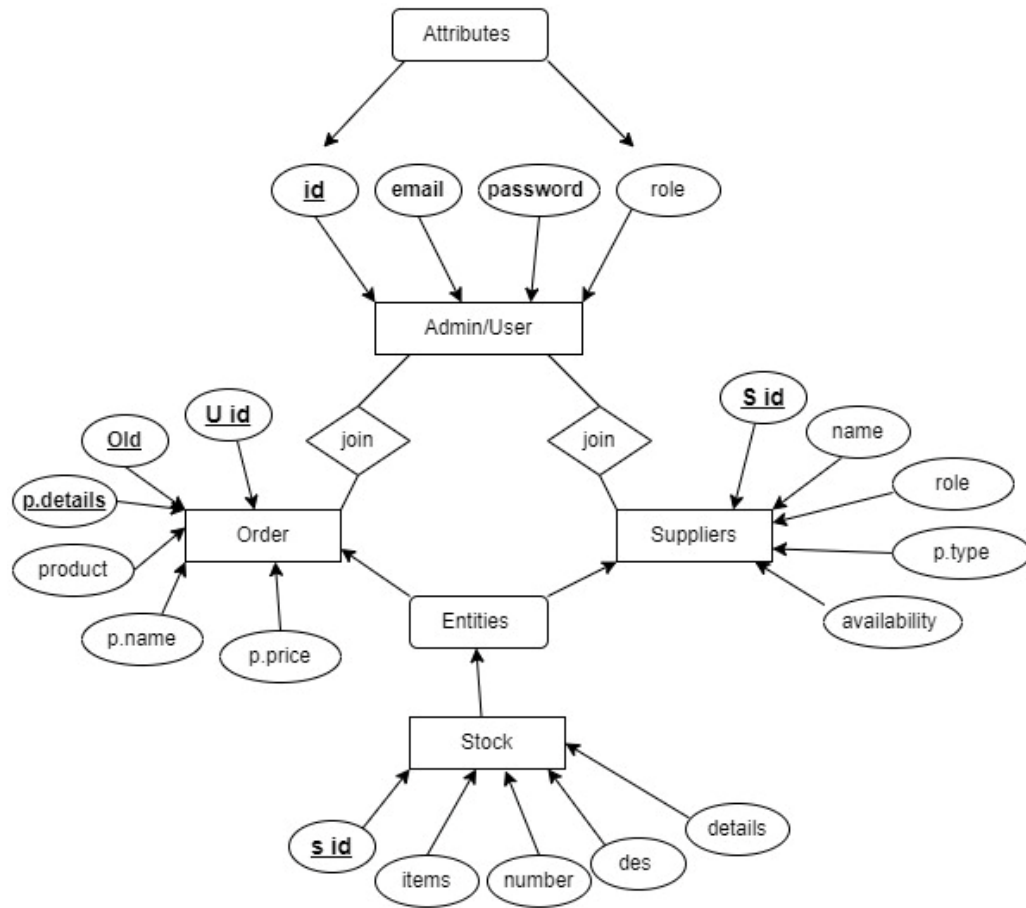 Attributes
id
email
password
role
Admin/User
S id
U id
Old
name
join
join
role
p.details
Order
Suppliers
product
p.type
Entities
availability
p.name
p.price
Stock
details
s id
items
number
des